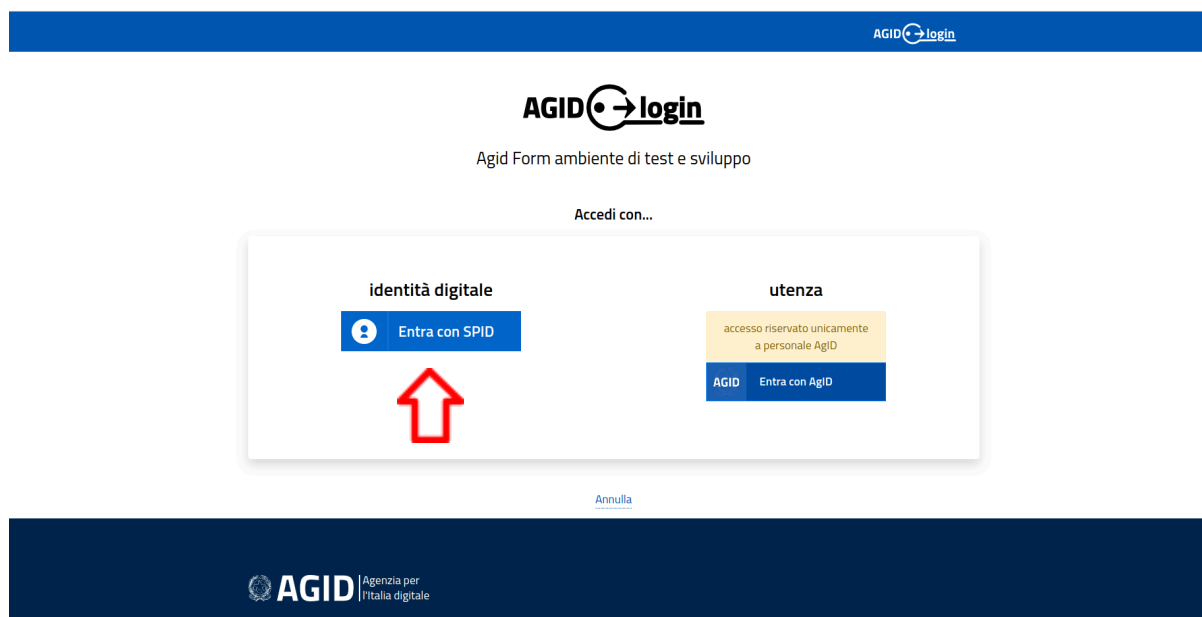 AGID login
AGID login
Agid Form ambiente di test e sviluppo
Accedi con...
identità digitale
Entra con SPID
utenza
accesso riservato unicamente
a personale AgID
AGID Entra con AgID
Annulla
AGID Agenzia per
l'Italia digitale